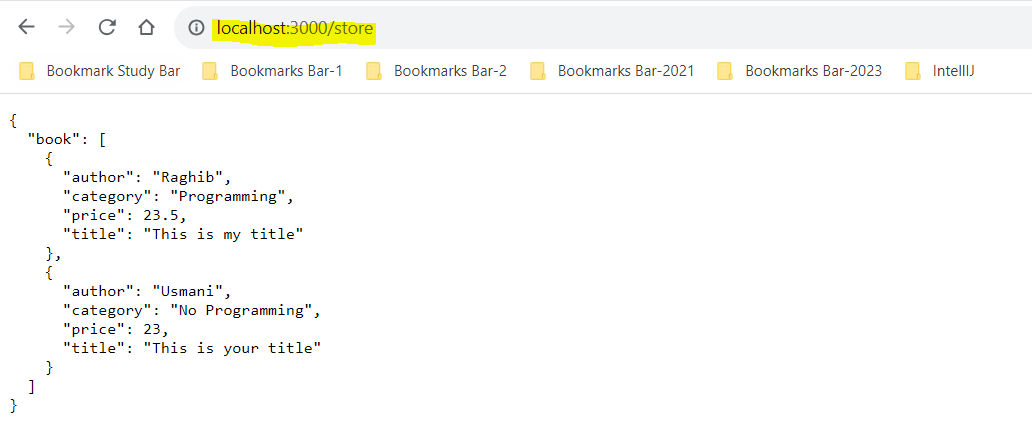 localhost:3000/store
Bookmark Study Bar Bookmarks Bar-1 Bookmarks Bar-2 Bookmarks Bar-2021 Bookmarks Bar-2023 IntellIJ
{
  "book": [
    {
      "author": "Raghib",
      "category": "Programming",
      "price": 23.5,
      "title": "This is my title"
    },
    {
      "author": "Usmani",
      "category": "No Programming",
      "price": 23,
      "title": "This is your title"
    }
  ]
}